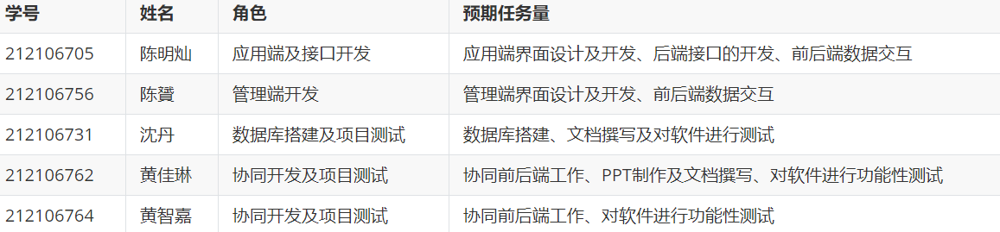 学号 姓名 角色 预期任务量
212106705 陈明灿 应用端及接口开发 应用端界面设计及开发、后端接口的开发、前后端数据交互
212106756 陈贇 管理端开发 管理端界面设计及开发、前后端数据交互
212106731 沈丹 数据库搭建及项目测试 数据库搭建、文档撰写及对软件进行测试
212106762 黄佳琳 协同开发及项目测试 协同前后端工作、PPT制作及文档撰写、对软件进行功能性测试
212106764 黄智嘉 协同开发及项目测试 协同前后端工作、对软件进行功能性测试